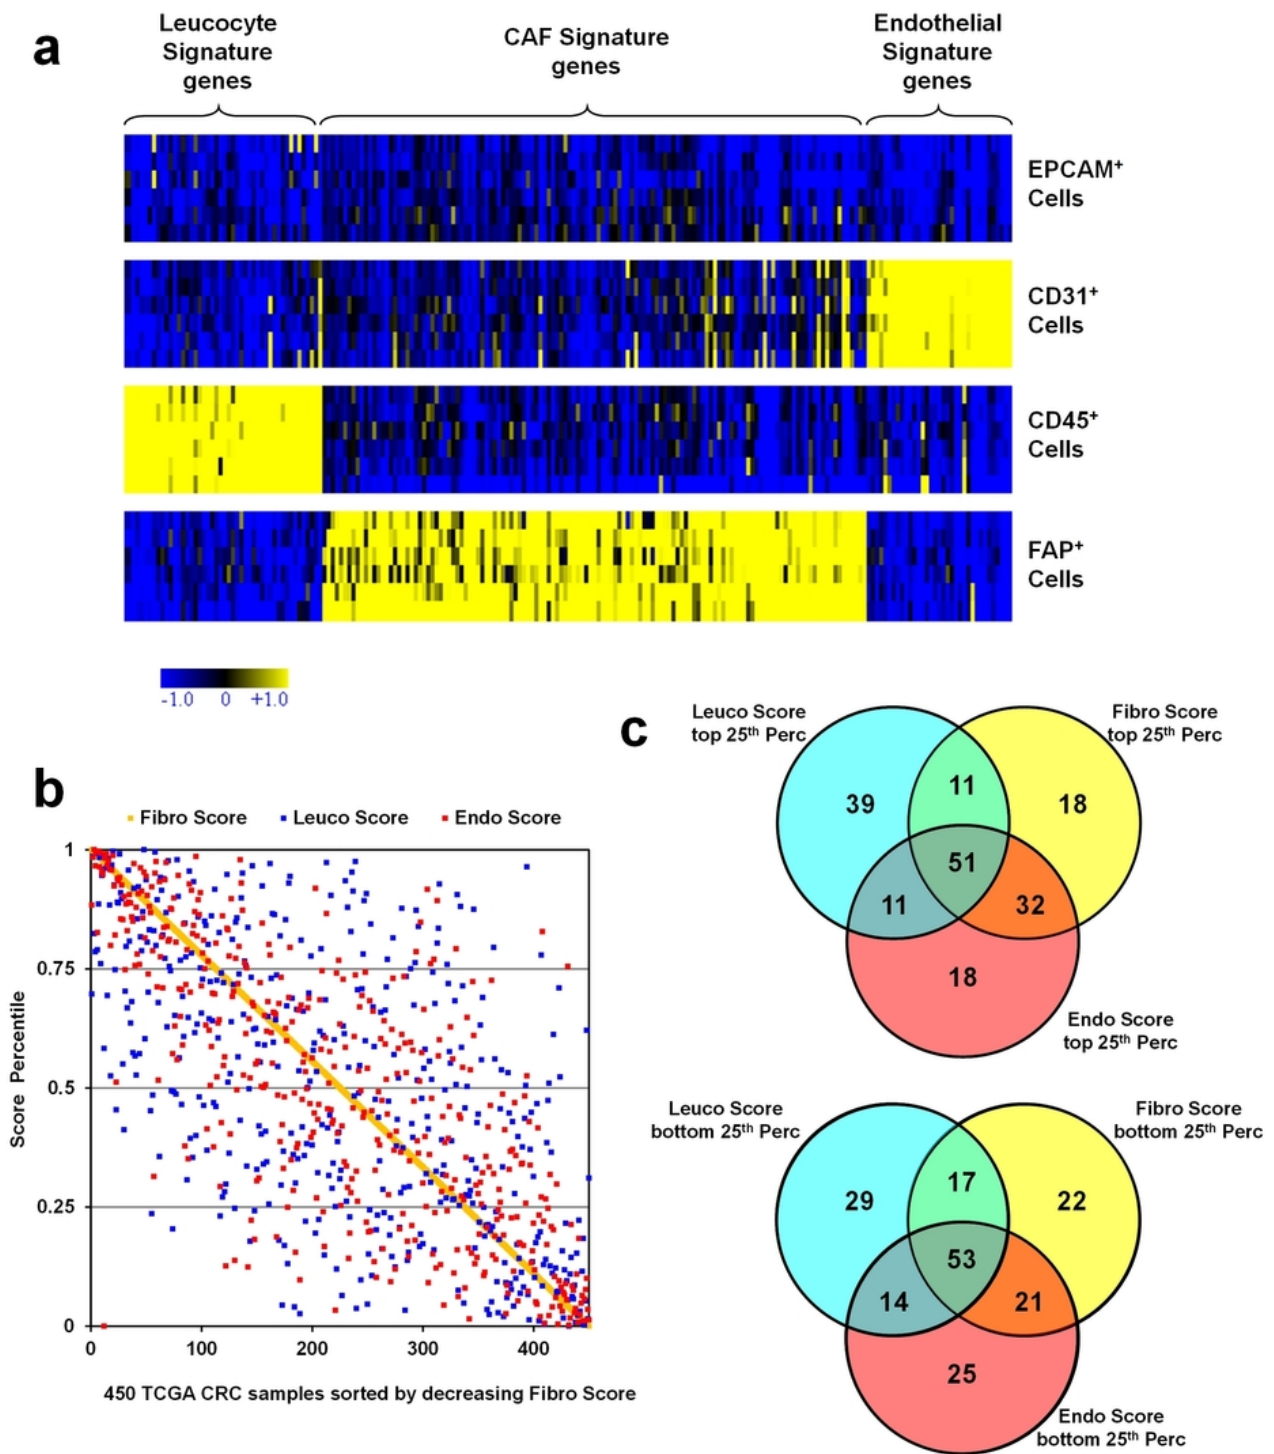 a
Leucocyte
Signature
genes
CAF Signature
genes
Endothelial
Signature
genes
EPCAM+
Cells
CD31+
Cells
CD45+
Cells
FAP+
Cells
-1.0 0 +1.0
b
Fibro Score Leuco Score Endo Score
Score Percentile
1
0.75
0.5
0.25
0
0 100 200 300 400
450 TCGA CRC samples sorted by decreasing Fibro Score
c
Leuco Score
top 25th Perc
Fibro Score
top 25th Perc
39
11
18
51
11
32
18
Endo Score
top 25th Perc
Leuco Score
bottom 25th Perc
Fibro Score
bottom 25th Perc
29
17
22
53
14
21
25
Endo Score
bottom 25th Perc